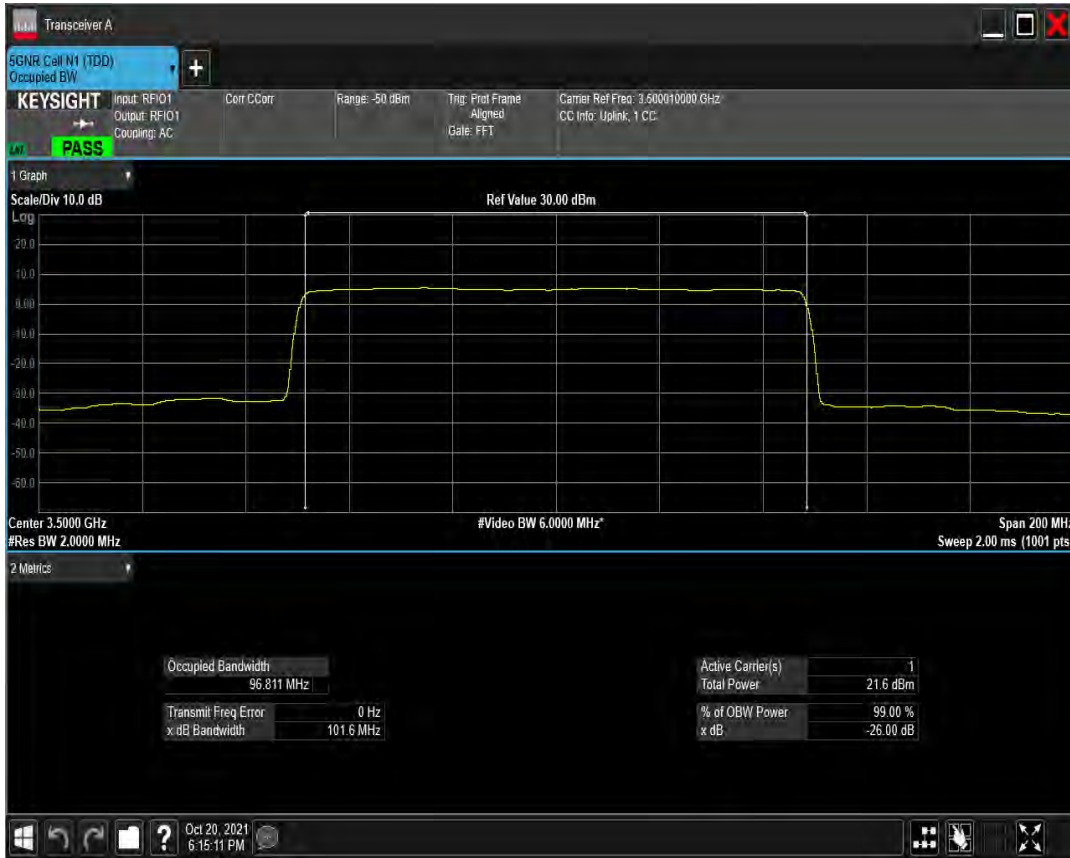 Transceiver A
5GNR Cell N1 (TDD)
Occupied BW
+
KEYSIGHT
Input: RFIO1
Output: RFIO1
Coupling: AC
Corr CCorr
Range: -50 dBm
Trig: Prot Frame
Aligned
Gate: FFT
Carrier Ref Freq: 3.500010000 GHz
CC Info: Uplink, 1 CC
PASS
1 Graph
Scale/Div 10.0 dB
Ref Value 30.00 dBm
Log
20.0
10.0
0.00
-10.0
-20.0
-30.0
-40.0
-50.0
-60.0
Center 3.5000 GHz
#Video BW 6.0000 MHz*
Span 200 MHz
#Res BW 2.0000 MHz
Sweep 2.00 ms (1001 pts
2 Metrics
Occupied Bandwidth
96.811 MHz
Transmit Freq Error 0 Hz
x dB Bandwidth 101.6 MHz
Active Carrier(s) 1
Total Power 21.6 dBm
% of OBW Power 99.00 %
x dB -26.00 dB
?
Oct 20, 2021
6:15:11 PM